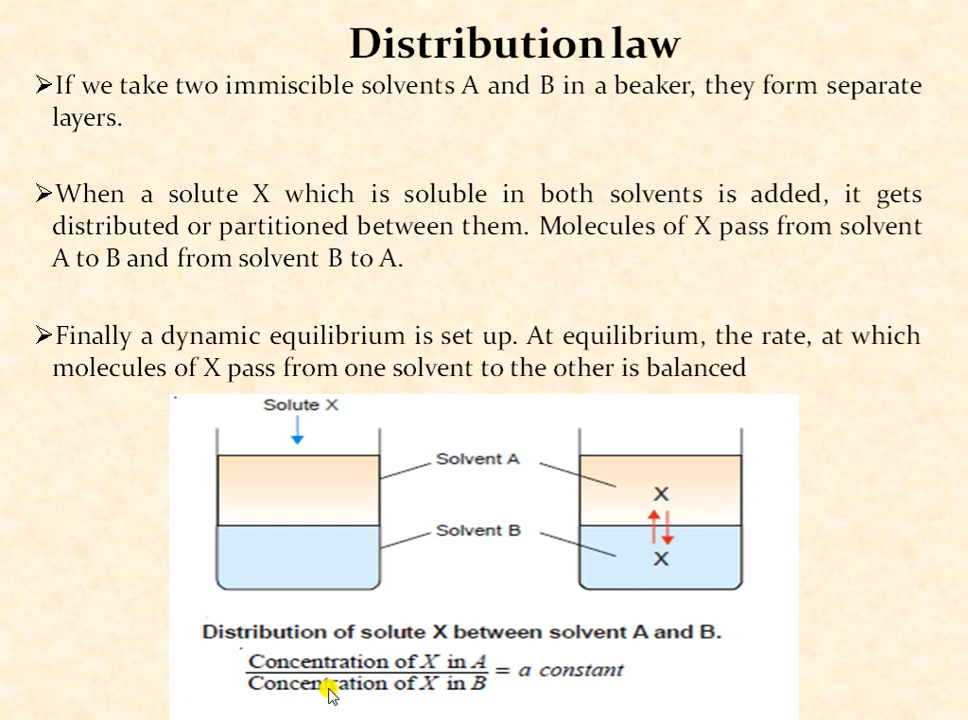 Distribution law
➢If we take two immiscible solvents A and B in a beaker, they form separate
layers.
➢When a solute X which is soluble in both solvents is added, it gets
distributed or partitioned between them. Molecules of X pass from solvent
A to B and from solvent B to A.
➢Finally a dynamic equilibrium is set up. At equilibrium, the rate, at which
molecules of X pass from one solvent to the other is balanced
Solute X
Solvent A
X
Solvent B
X
Distribution of solute X between solvent A and B.
Concentration of X in A
Concentration of X in B
= a constant